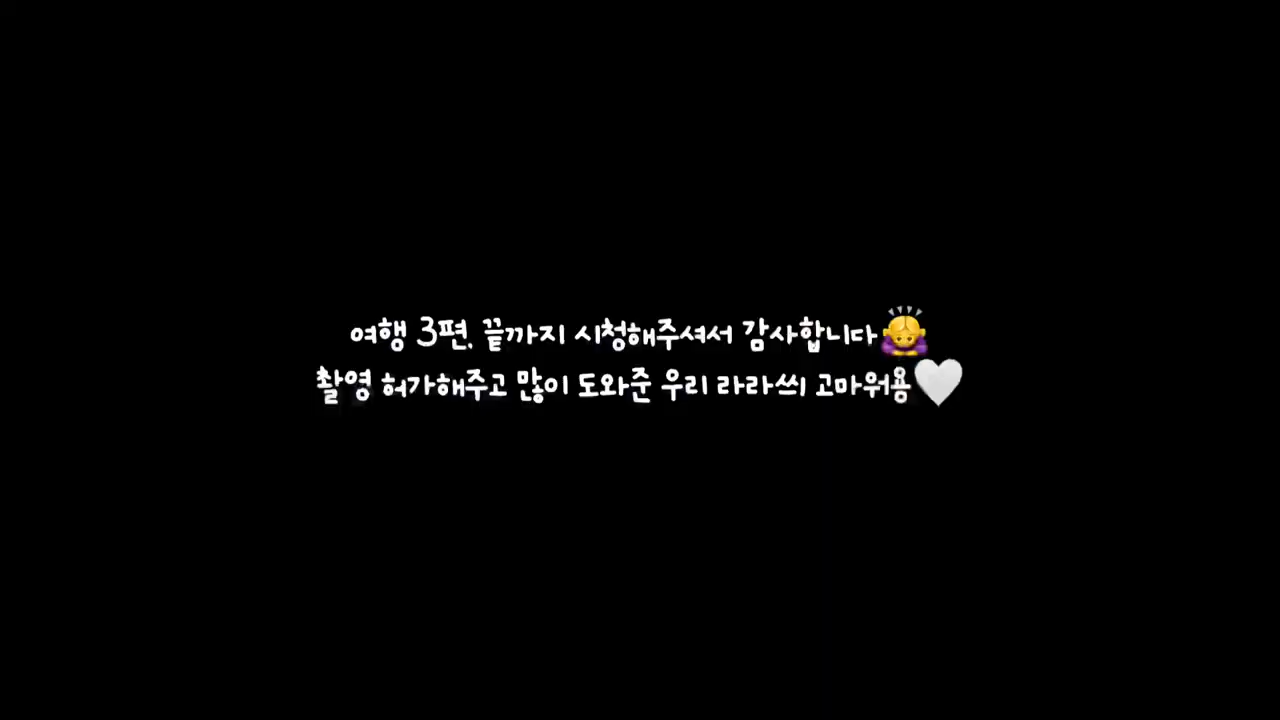 여행 3편, 끝까지 시청해주셔서 감사합니다🙇‍♀️
촬영 허가해주고 많이 도와준 우리 라라쓰ㅣ 고마워용🤍